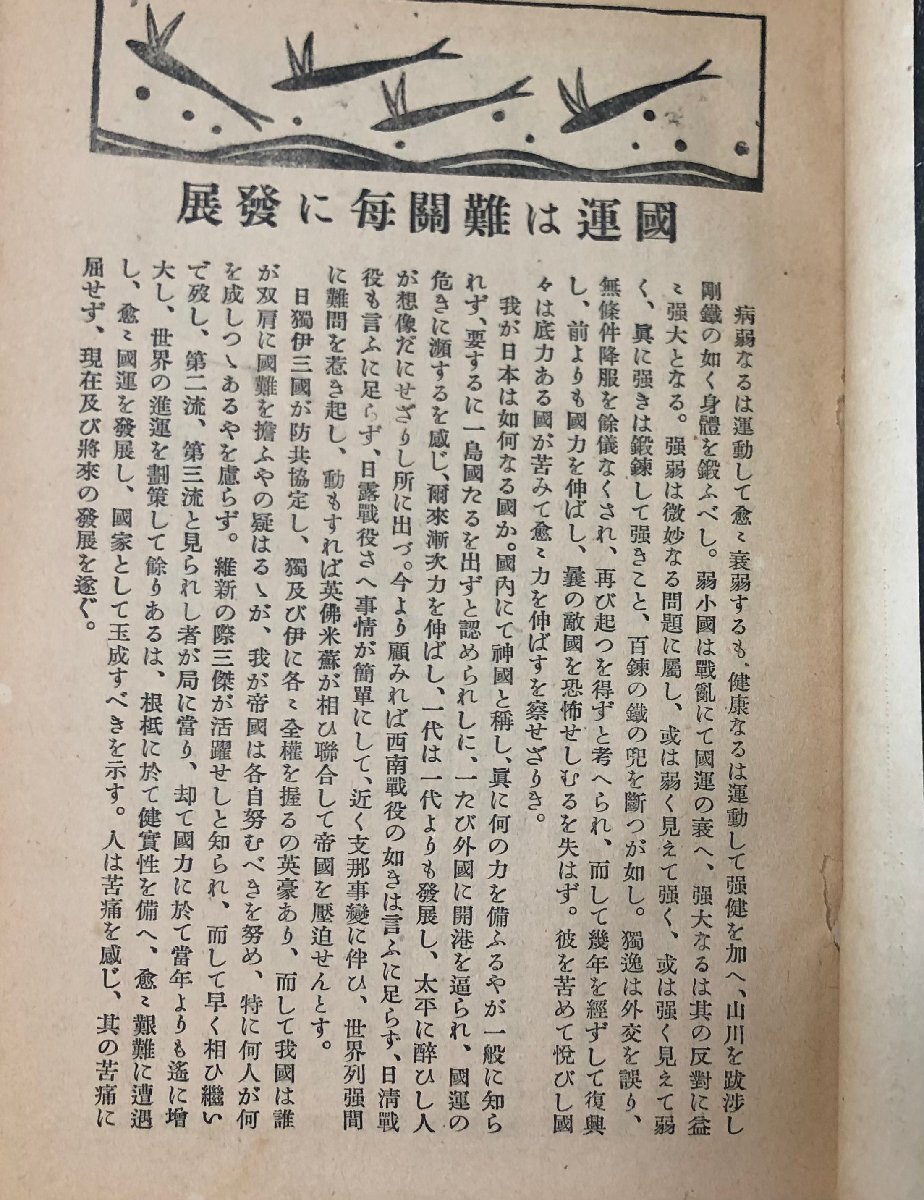 國運は難關每に發展
病弱なるは運動して愈〻衰弱するも、健康なるは運動して强健を加へ、山川を跋涉し
剛鐵の如く身體を鍛ふべし。弱小國は戰亂にて國運の衰へ、强大なるは其の反對に益
〻强大となる。强弱は微妙なる問題に屬し、或は弱く見えて强く、或は强く見えて弱
く、眞に强きは鍛鍊して强きこと、百鍊の鐵の兜を斷つが如し。獨逸は外交を誤り、
無條件降服を餘儀なくされ、再び起つを得ずと考へられ、而して幾年を經ずして復興
し、前よりも國力を伸ばし、曩の敵國を恐怖せしむるを失はず。彼を苦めて悅びし國
々は底力ある國が苦みて愈〻力を伸ばすを察せざりき。
我が日本は如何なる國か。國內にて神國と稱し、眞に何の力を備ふるやが一般に知ら
れず、要するに一島國たるを出ずと認められしに、一たび外國に開港を逼られ、國運の
危きに瀕するを感じ、爾來漸次力を伸ばし、一代は一代よりも發展し、太平に醉ひし人
が想像だにせざりし所に出づ。今より顧みれば西南戰役の如きは言ふに足らず、日淸戰
役も言ふに足らず、日露戰役さへ事情が簡單にして、近く支那事變に伴ひ、世界列强間
に難問を惹き起し、動もすれば英佛米蘇が相ひ聯合して帝國を壓迫せんとす。
日獨伊三國が防共協定し、獨及び伊に各〻全權を握るの英豪あり、而して我國は誰
が双肩に國難を擔ふやの疑はるゝが、我が帝國は各自努むべきを努め、特に何人が何
を成しつゝあるやを慮らず。維新の際三傑が活躍せしと知られ、而して早く相ひ繼い
で歿し、第二流、第三流と見られし者が局に當り、却て國力に於て當年よりも遙に增
大し、世界の進運を劃策して餘りあるは、根柢に於て健實性を備へ、愈〻艱難に遭遇
し、愈〻國運を發展し、國家として玉成すべきを示す。人は苦痛を感じ、其の苦痛に
屈せず、現在及び將來の發展を遂ぐ。